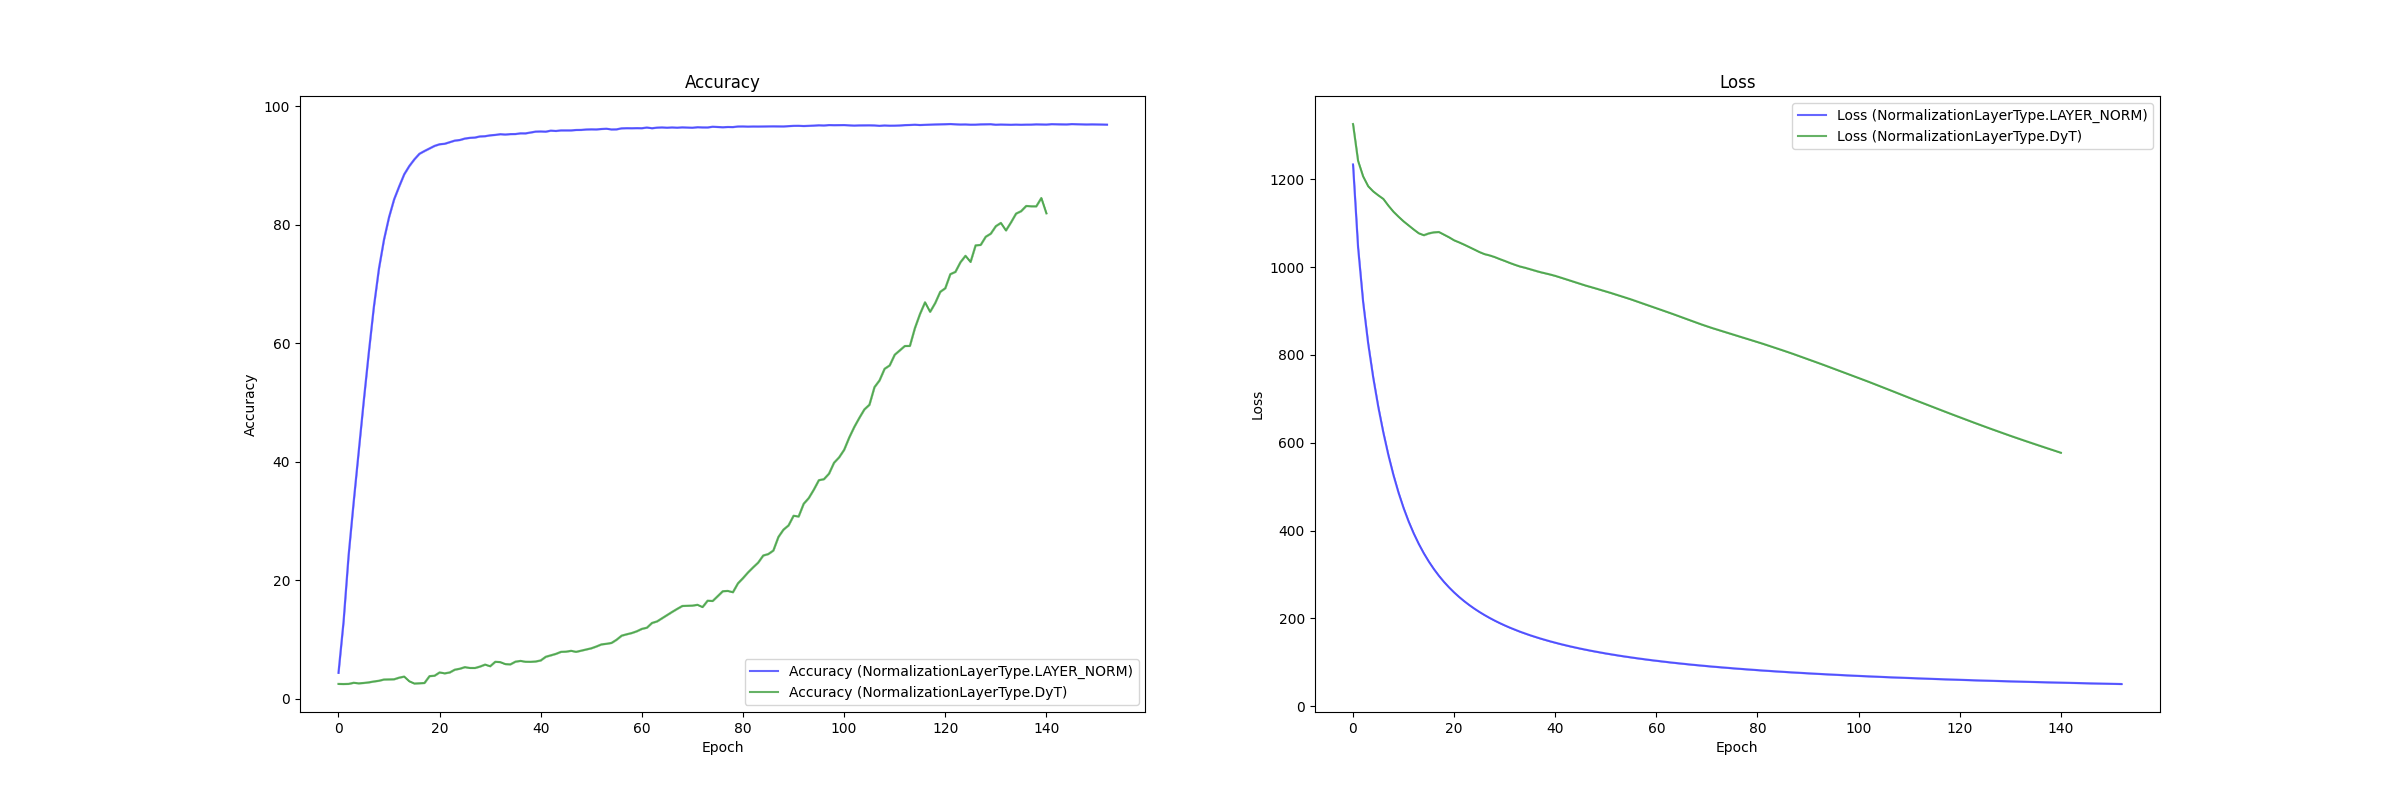 Accuracy
100
80
60
40
20
0
Accuracy
0 20 40 60 80 100 120 140
Epoch
Accuracy (NormalizationLayerType.LAYER_NORM)
Accuracy (NormalizationLayerType.DyT)
Loss
Loss (NormalizationLayerType.LAYER_NORM)
Loss (NormalizationLayerType.DyT)
1200
1000
800
600
400
200
0
Loss
0 20 40 60 80 100 120 140
Epoch